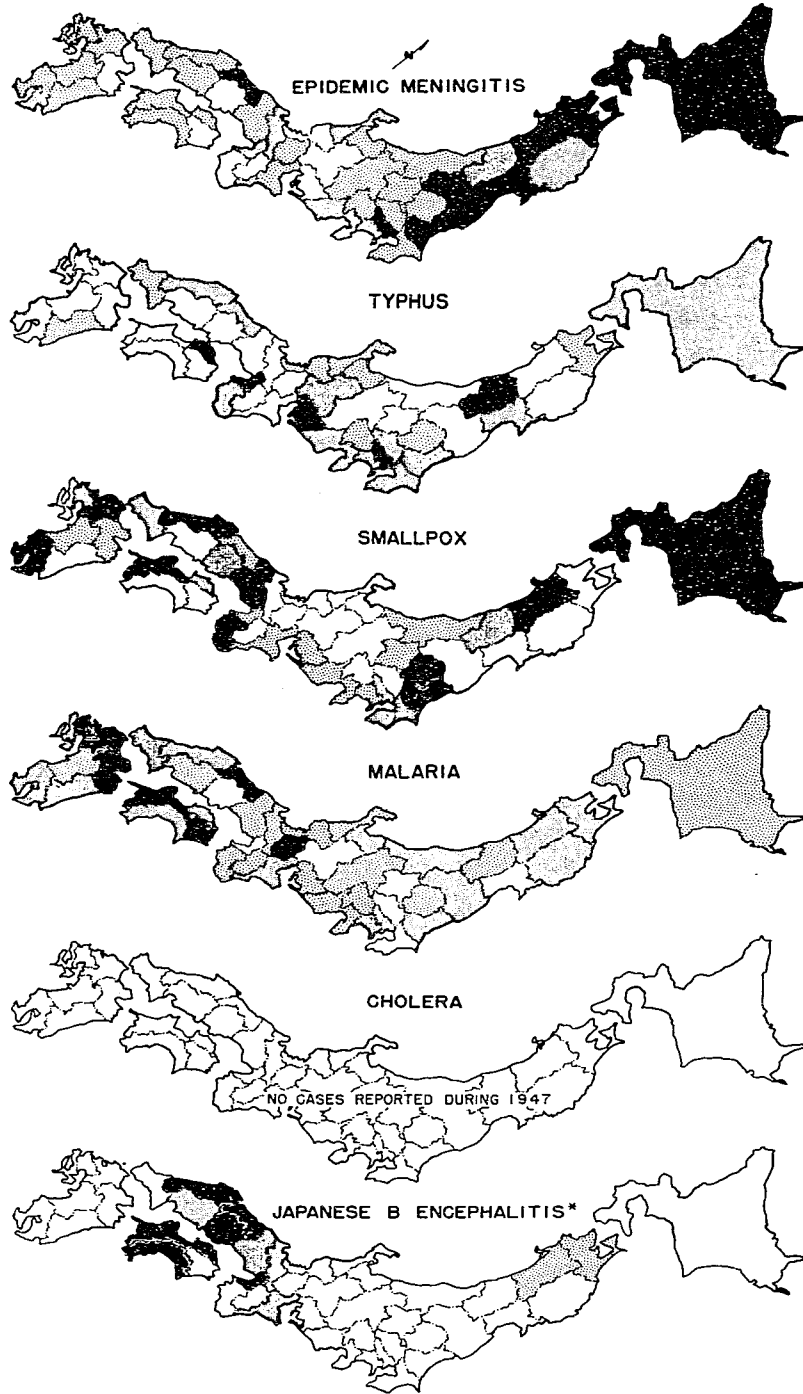 N
EPIDEMIC MENINGITIS
TYPHUS
SMALLPOX
MALARIA
CHOLERA
NO CASES REPORTED DURING 1947
JAPANESE B ENCEPHALITIS*